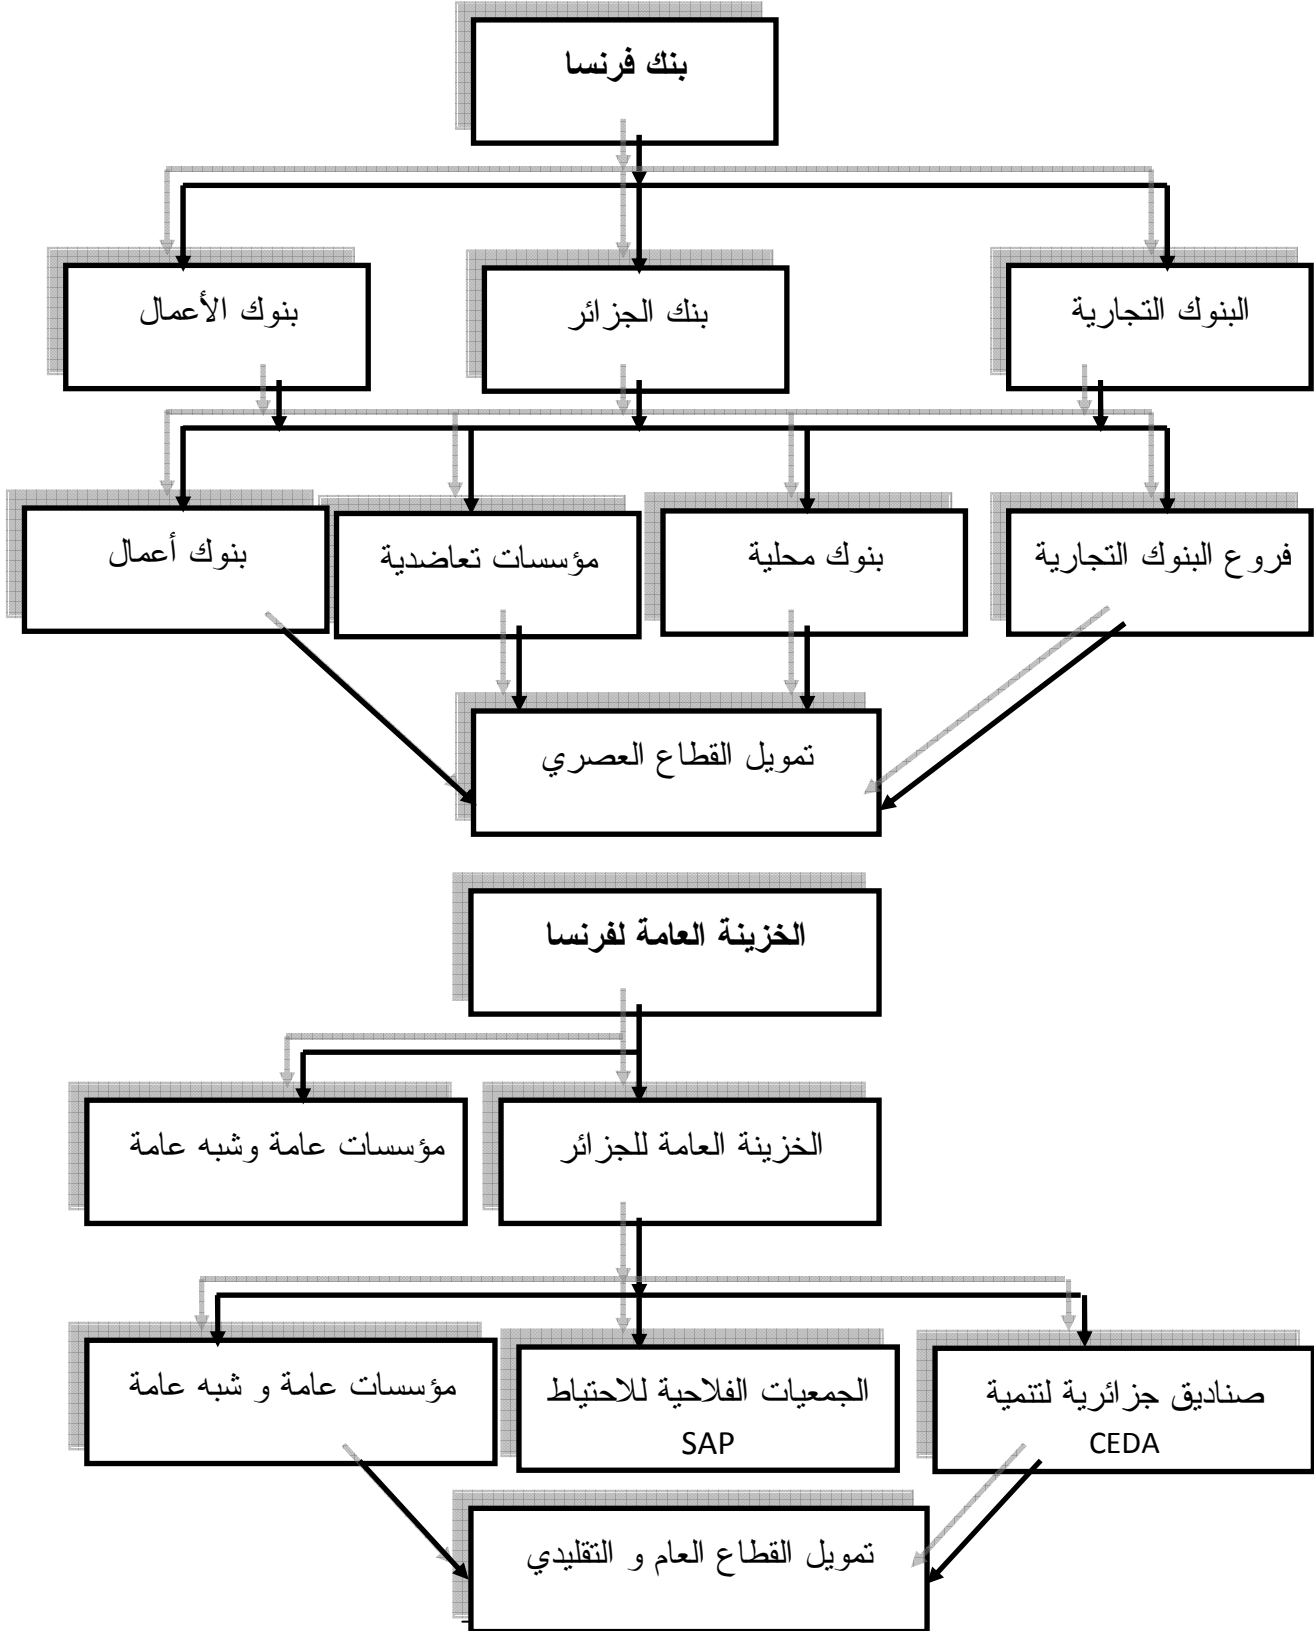 بنك فرنسا
البنوك التجارية
بنك الجزائر
بنوك الأعمال
فروع البنوك التجارية
بنوك محلية
مؤسسات تعاضدية
بنوك أعمال
تمويل القطاع العصري
الخزينة العامة لفرنسا
الخزينة العامة للجزائر
مؤسسات عامة وشبه عامة
صناديق جزائرية لتنمية
CEDA
الجمعيات الفلاحية للاحتياط
SAP
مؤسسات عامة و شبه عامة
تمويل القطاع العام و التقليدي